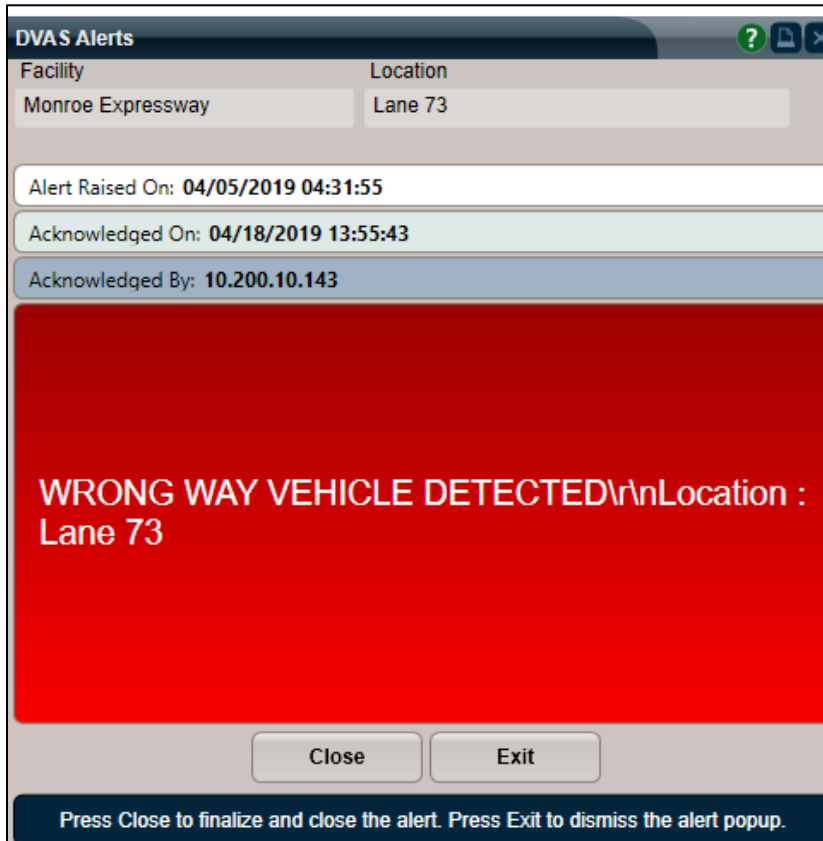 DVAS Alerts
?
Facility Location
Monroe Expressway Lane 73
Alert Raised On: 04/05/2019 04:31:55
Acknowledged On: 04/18/2019 13:55:43
Acknowledged By: 10.200.10.143
WRONG WAY VEHICLE DETECTED\r\nLocation :
Lane 73
Close Exit
Press Close to finalize and close the alert. Press Exit to dismiss the alert popup.